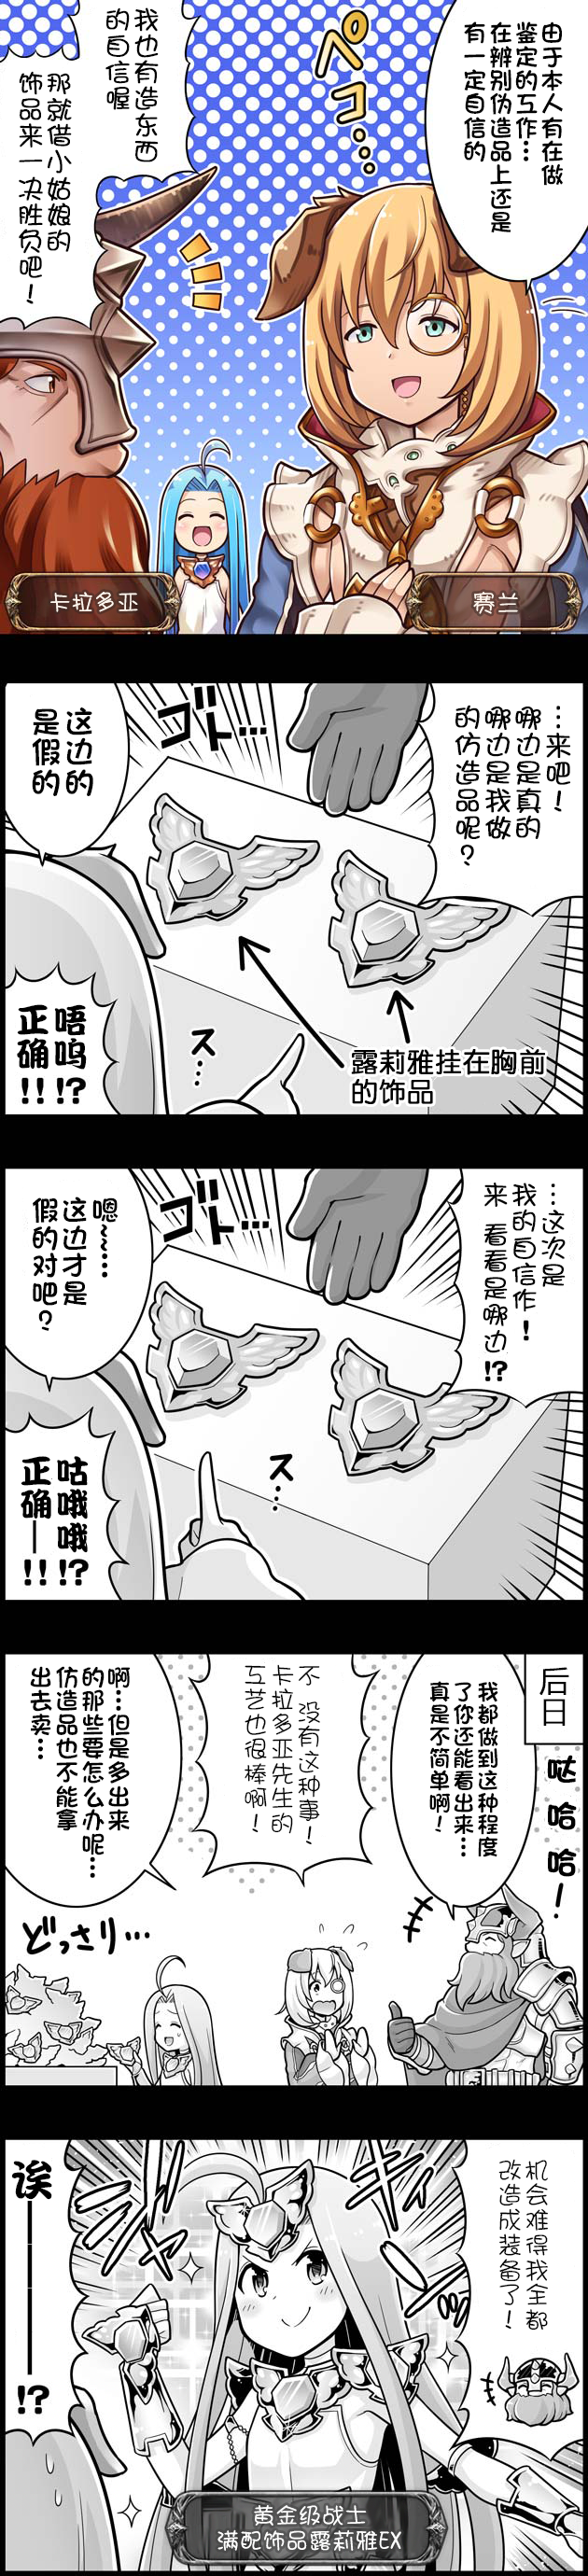 由于本人有在做
鉴定的工作…
在辨别伪造品上还是
有一定自信的
ペコ…
我也有造东西
的自信喔
那就借小姑娘的
饰品来一决胜负吧！
卡拉多亚
赛兰
…来吧！
哪边是真的
哪边是我做
的仿造品呢？
ゴト…
这边的
是假的
露莉雅挂在胸前
的饰品
ス…
唔呜!?
正确!!
…这次是
我的自信作！
来 看看是哪边!?
ゴト…
嗯～…
这边才是
假的对吧？
ス…
咕哦哦!?
正确—!!
后日
哒哈哈！
我都做到这种程度
了你还能看出来…
真是不简单啊！
不 没有这种事！
卡拉多亚先生的
工艺也很棒啊！
啊…但是多出来
的那些要怎么办呢…
仿造品也不能拿
出去卖…
どっさり…
机会难得我全都
改造成装备了！
诶———!?
黄金级战士
满配饰品露莉雅EX